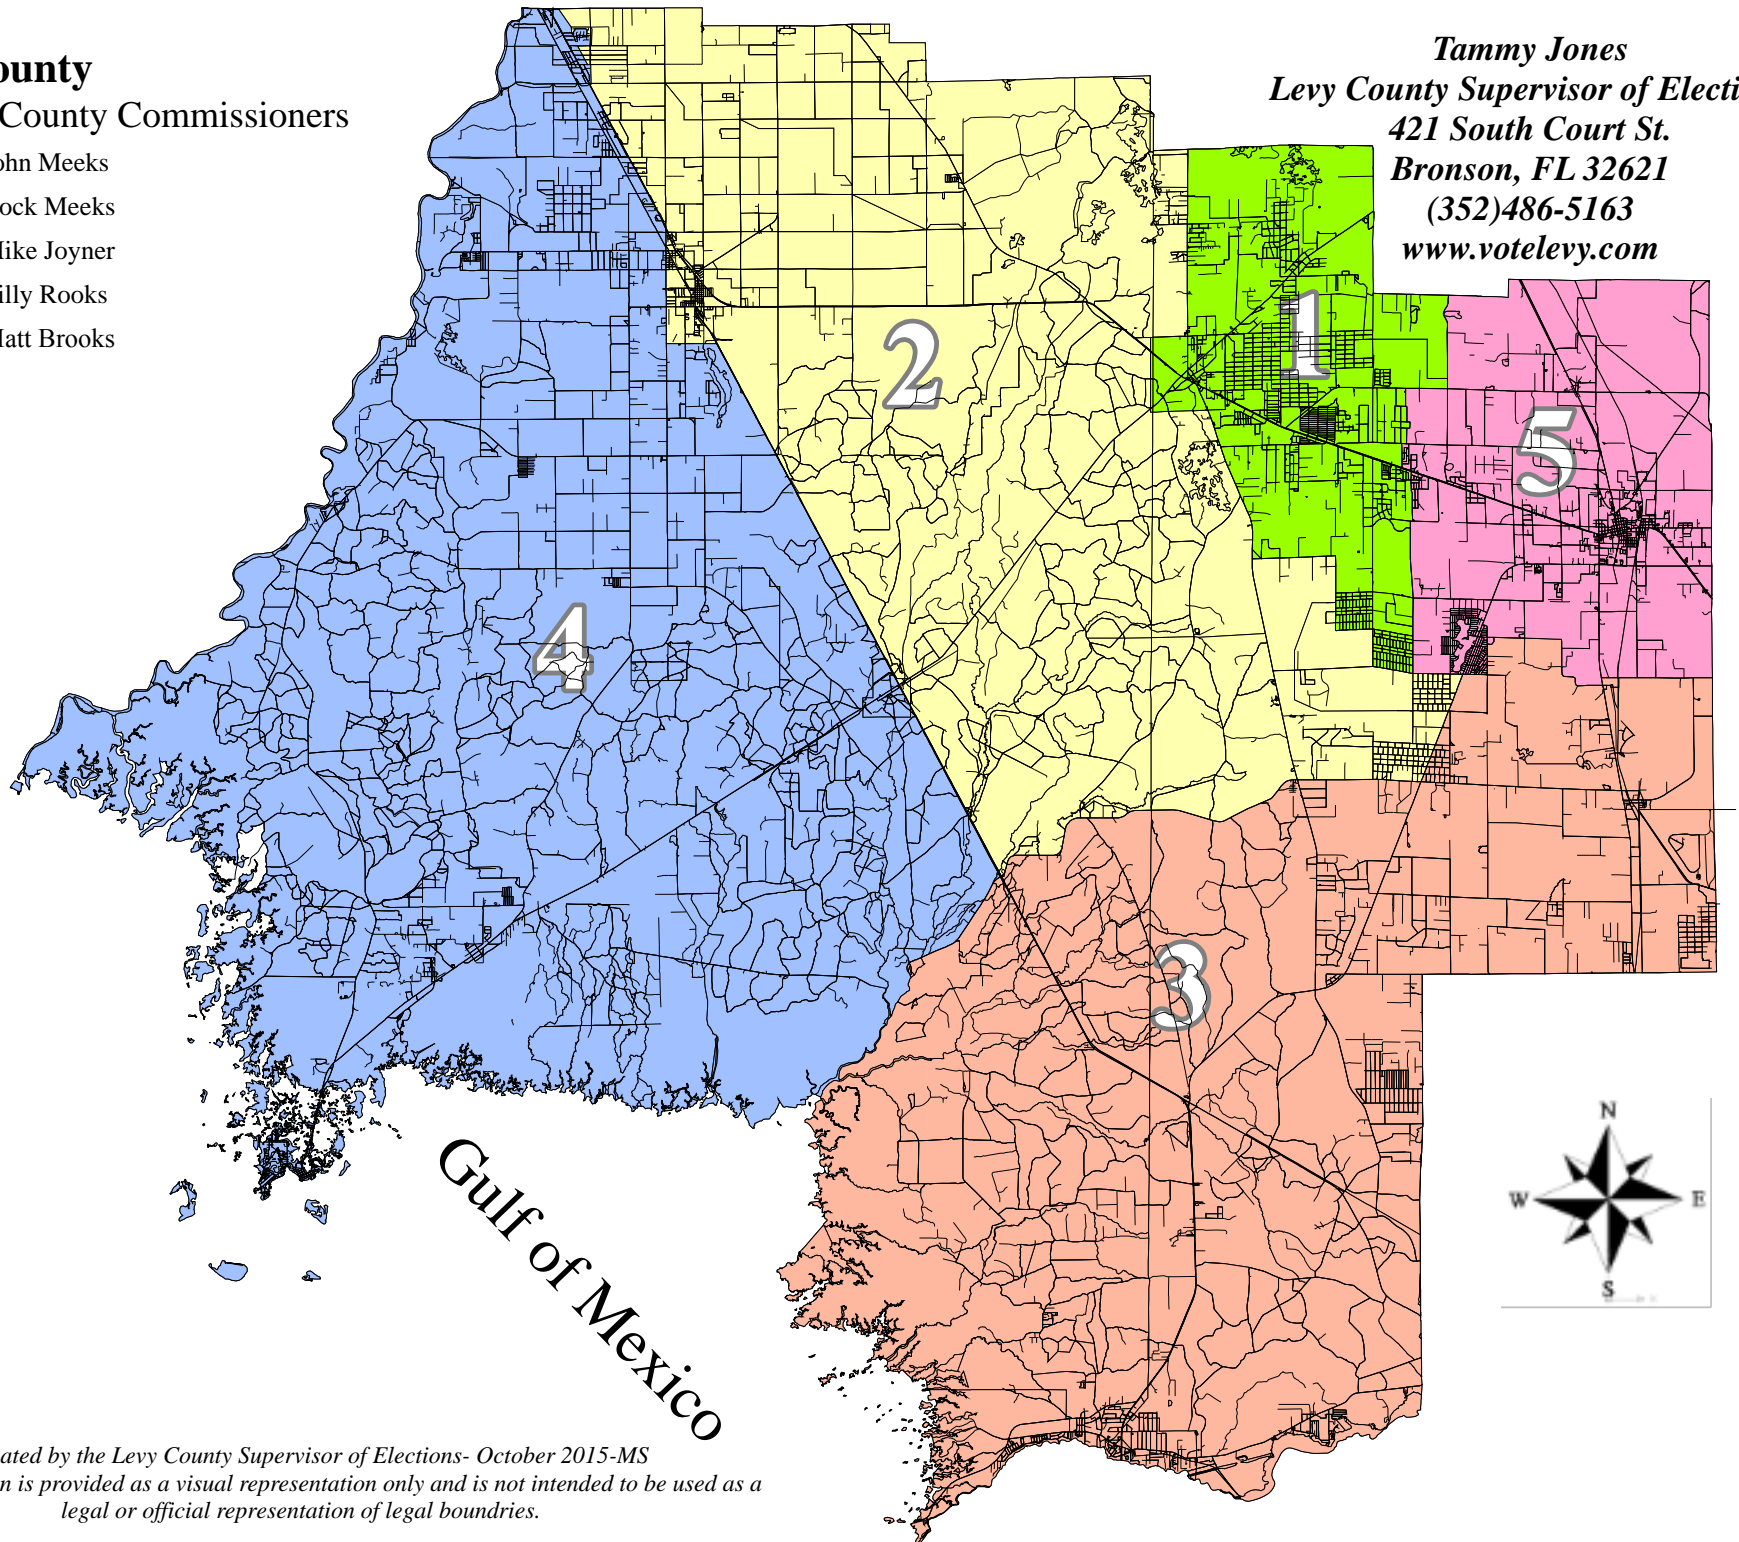 ounty
County Commissioners
ohn Meeks
ock Meeks
ike Joyner
illy Rooks
Matt Brooks
Tammy Jones
Levy County Supervisor of Electi
421 South Court St.
Bronson, FL 32621
(352)486-5163
www.votelevy.com
1
2
5
4
3
Gulf of Mexico
N
W
E
S
ated by the Levy County Supervisor of Elections- October 2015-MS
n is provided as a visual representation only and is not intended to be used as a
legal or official representation of legal boundries.